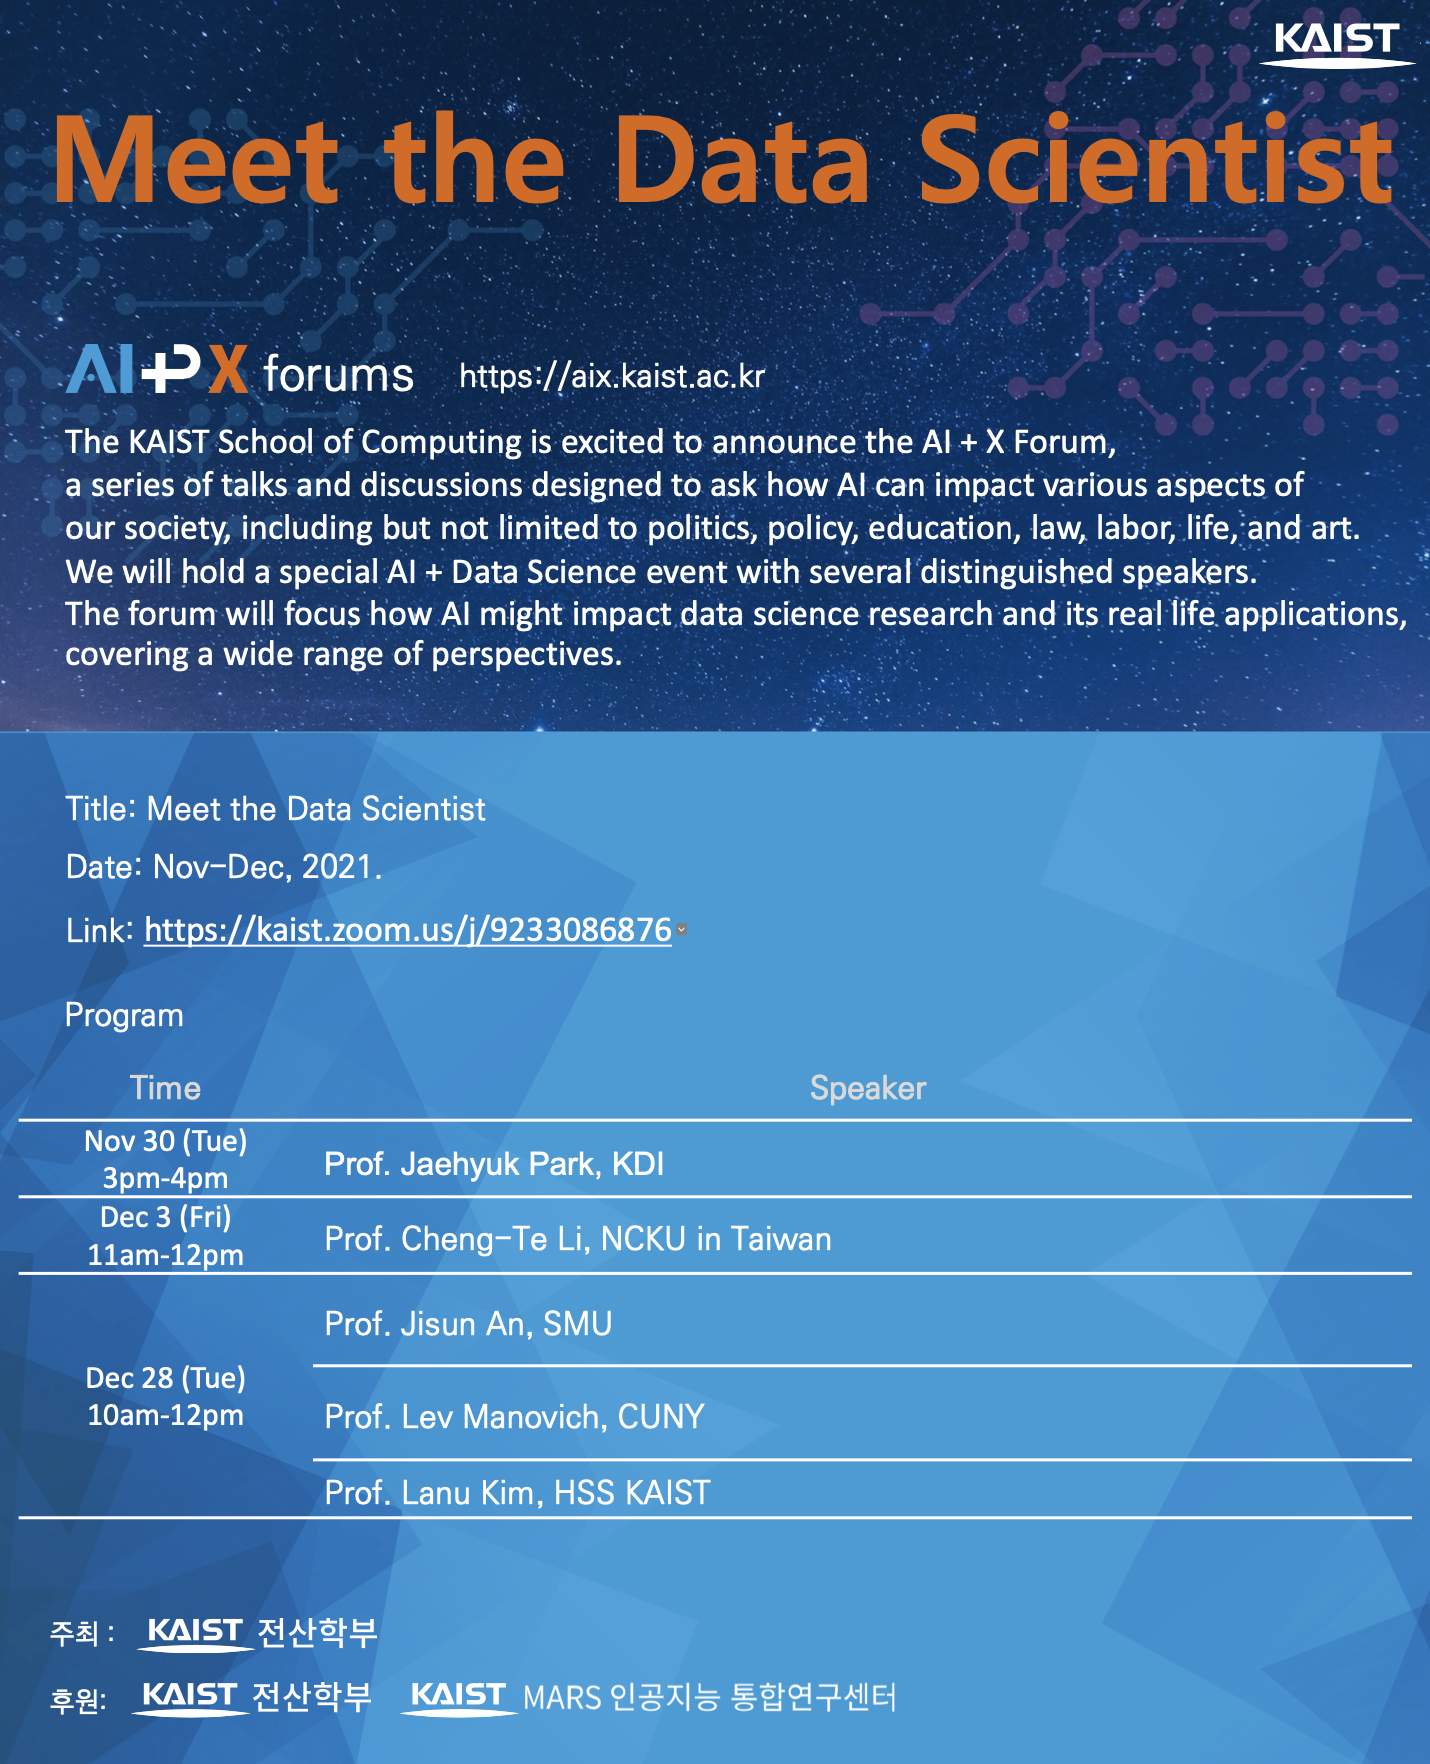 KAIST
Meet the Data Scientist
AI+X forums https://aix.kaist.ac.kr
The KAIST School of Computing is excited to announce the AI + X Forum,
a series of talks and discussions designed to ask how AI can impact various aspects of
our society, including but not limited to politics, policy, education, law, labor, life, and art.
We will hold a special AI + Data Science event with several distinguished speakers.
The forum will focus how AI might impact data science research and its real life applications,
covering a wide range of perspectives.
Title: Meet the Data Scientist
Date: Nov-Dec, 2021.
Link: https://kaist.zoom.us/j/9233086876
Program
Time Speaker
Nov 30 (Tue)
3pm-4pm
Prof. Jaehyuk Park, KDI
Dec 3 (Fri)
11am-12pm
Prof. Cheng-Te Li, NCKU in Taiwan
Dec 28 (Tue)
10am-12pm
Prof. Jisun An, SMU
Prof. Lev Manovich, CUNY
Prof. Lanu Kim, HSS KAIST
주최 : KAIST 전산학부
후원: KAIST 전산학부 KAIST MARS 인공지능 통합연구센터